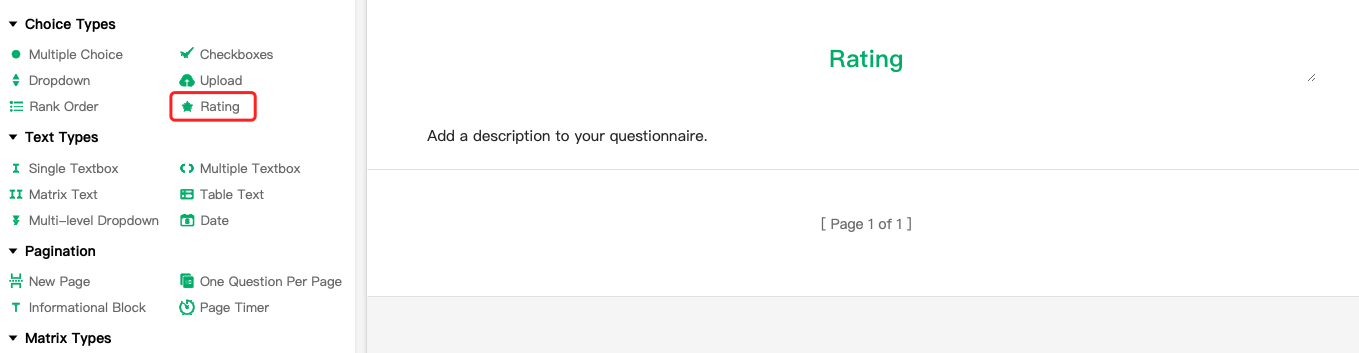 Choice Types
Multiple Choice
Checkboxes
Dropdown
Upload
Rank Order
Rating
Text Types
Single Textbox
Multiple Textbox
Matrix Text
Table Text
Multi-level Dropdown
Date
Pagination
New Page
One Question Per Page
Informational Block
Page Timer
Matrix Types
Rating
Add a description to your questionnaire.
[ Page 1 of 1 ]